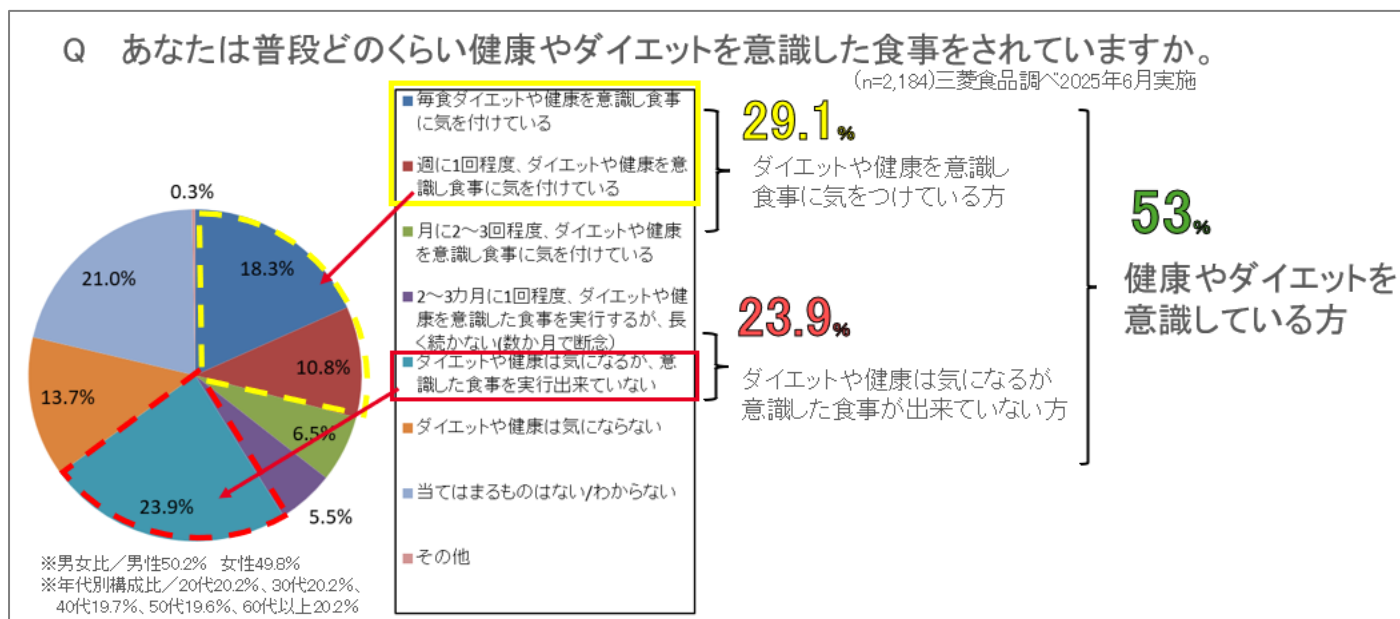 Q あなたは普段どのくらい健康やダイエットを意識した食事をされていますか。
(n=2,184)三菱食品調べ2025年6月実施
■毎食ダイエットや健康を意識し食事
に気を付けている
■週に1回程度、ダイエットや健康を意
識し食事に気を付けている
■月に2～3回程度、ダイエットや健康
を意識し食事に気を付けている
■2～3カ月に1回程度、ダイエットや健
康を意識した食事を実行するが、長
く続かない(数か月で断念)
■ダイエットや健康は気になるが、意
識した食事を実行出来ていない
■ダイエットや健康は気にならない
■当てはまるものはない/わからない
■その他
29.1%
ダイエットや健康を意識し
食事に気をつけている方
23.9%
ダイエットや健康は気になるが
意識した食事が出来ていない方
53%
健康やダイエットを
意識している方
0.3%
18.3%
21.0%
10.8%
13.7%
6.5%
23.9%
5.5%
※男女比／男性50.2% 女性49.8%
※年代別構成比／20代20.2%、30代20.2%、
40代19.7%、50代19.6%、60代以上20.2%